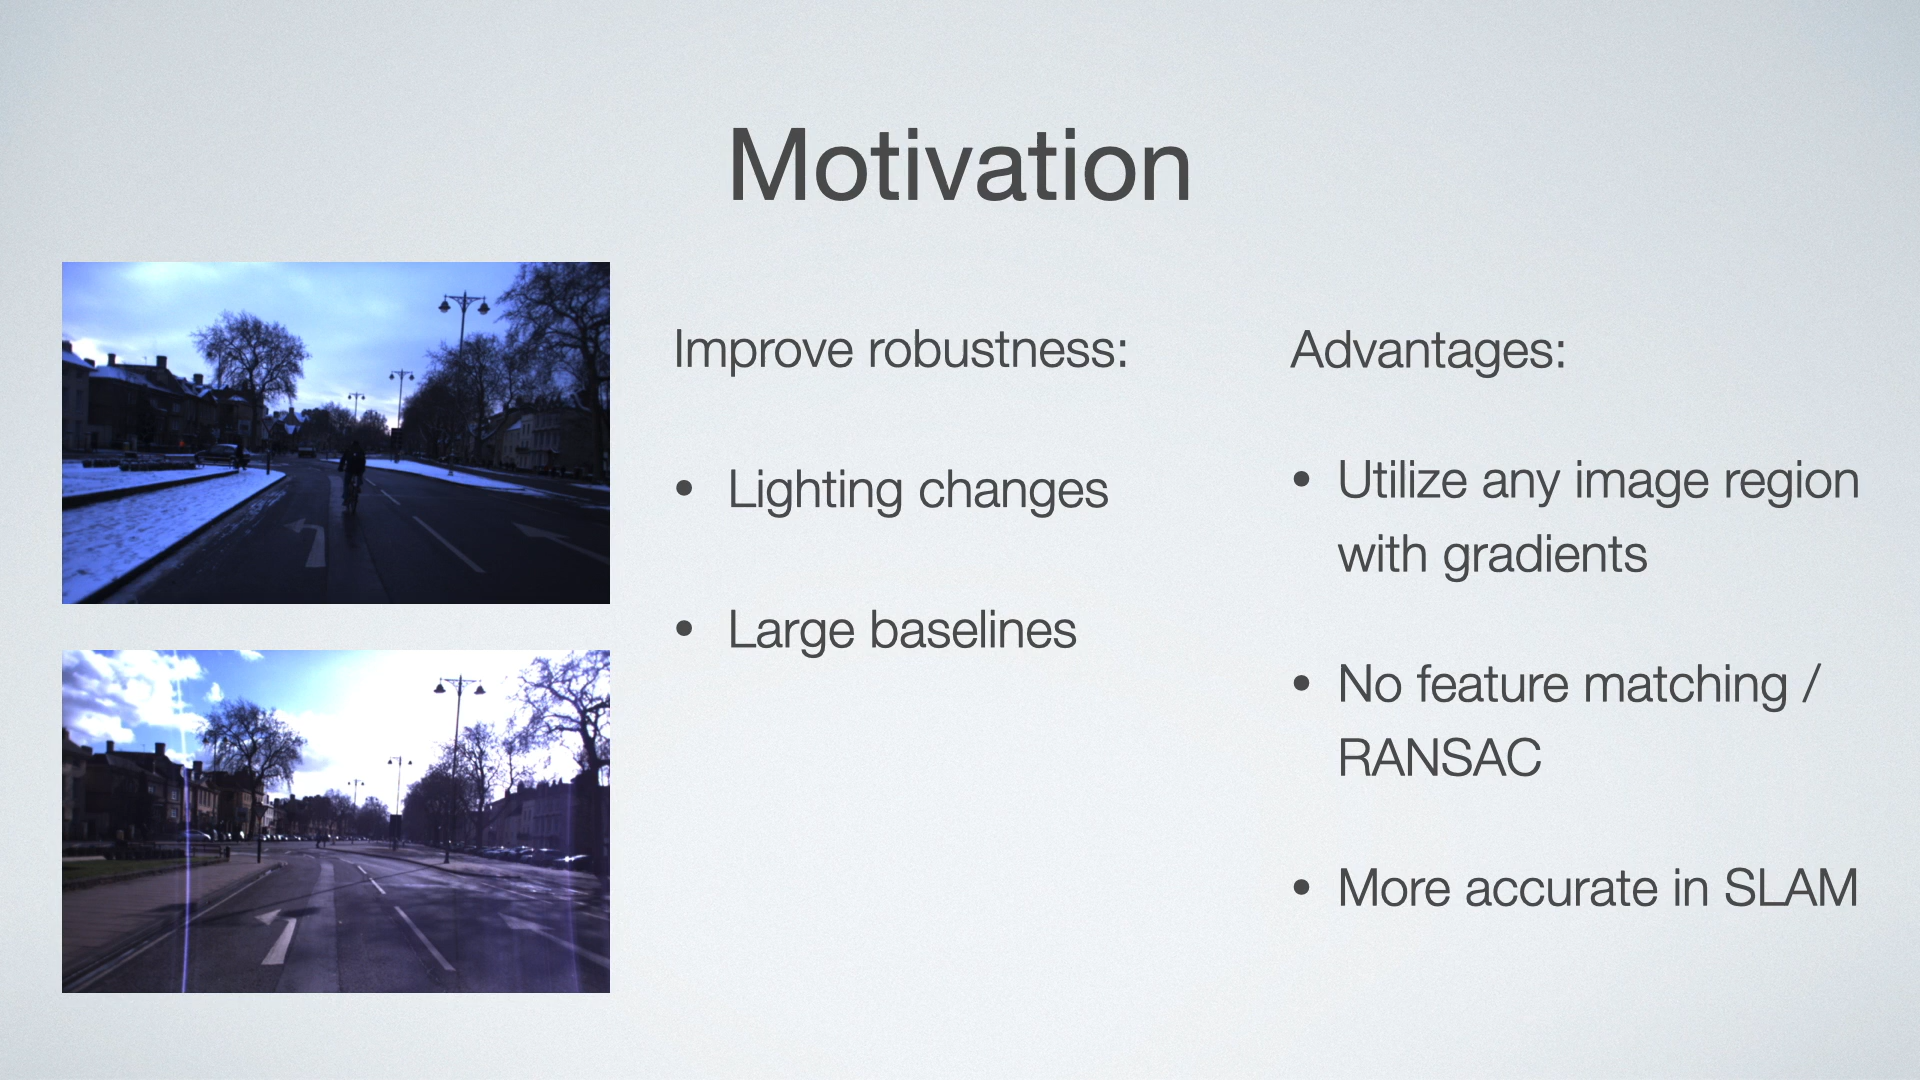 Motivation
Improve robustness:
• Lighting changes
• Large baselines
Advantages:
• Utilize any image region
with gradients
• No feature matching /
RANSAC
• More accurate in SLAM